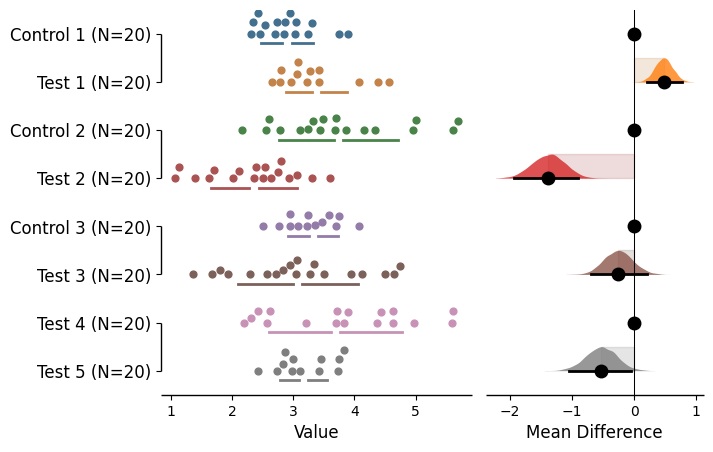 Control 1 (N=20)
Test 1 (N=20)
Control 2 (N=20)
Test 2 (N=20)
Control 3 (N=20)
Test 3 (N=20)
Test 4 (N=20)
Test 5 (N=20)
1 2 3 4 5
Value
−2 −1 0 1
Mean Difference